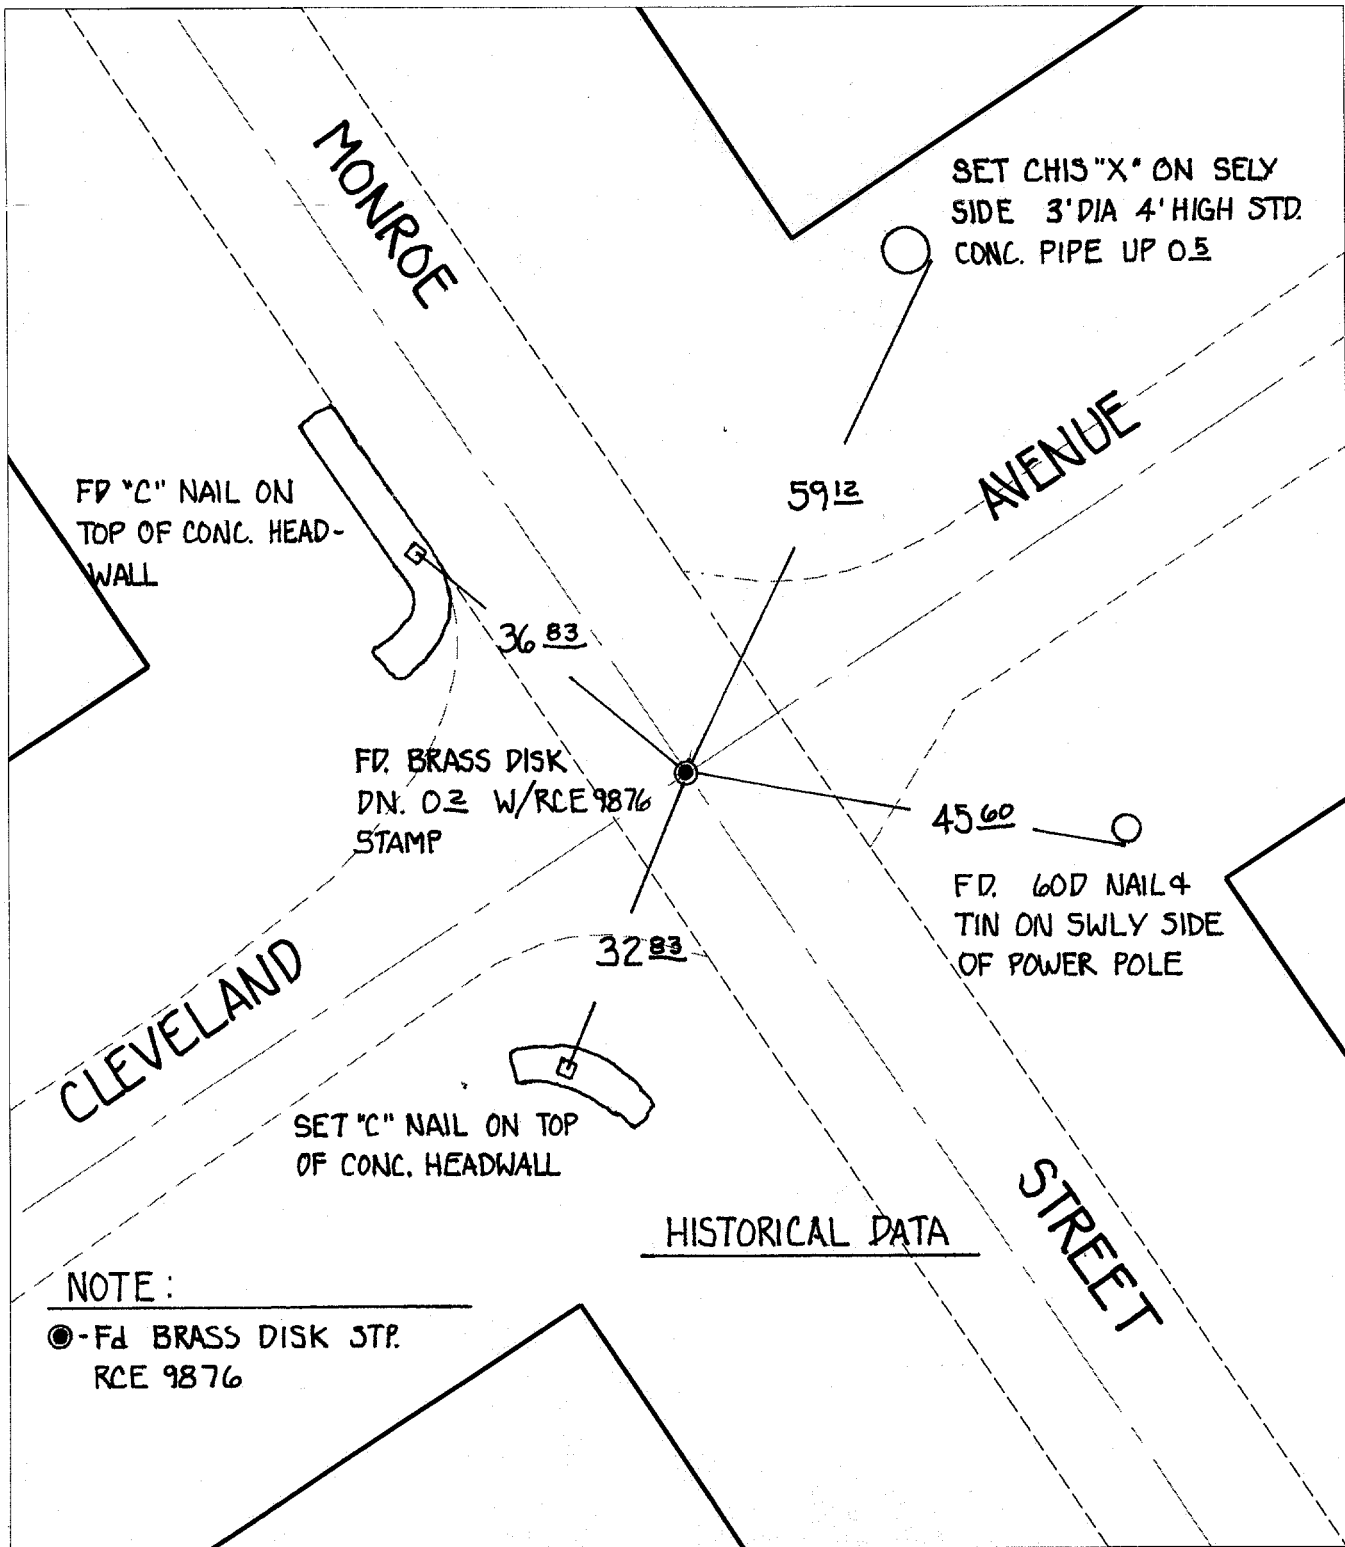 MONROE
SET CHIS "X" ON SELY
SIDE 3' DIA 4' HIGH STD.
CONC. PIPE UP 0.5
AVENUE
FD "C" NAIL ON
TOP OF CONC. HEAD-
WALL
59 12
36 83
FD. BRASS DISK
DN. 0.2 W/RCE 9876
STAMP
45 60
FD. 60D NAIL &
TIN ON SWLY SIDE
OF POWER POLE
32 83
CLEVELAND
SET "C" NAIL ON TOP
OF CONC. HEADWALL
STREET
HISTORICAL DATA
NOTE:
- Fd BRASS DISK STP.
RCE 9876